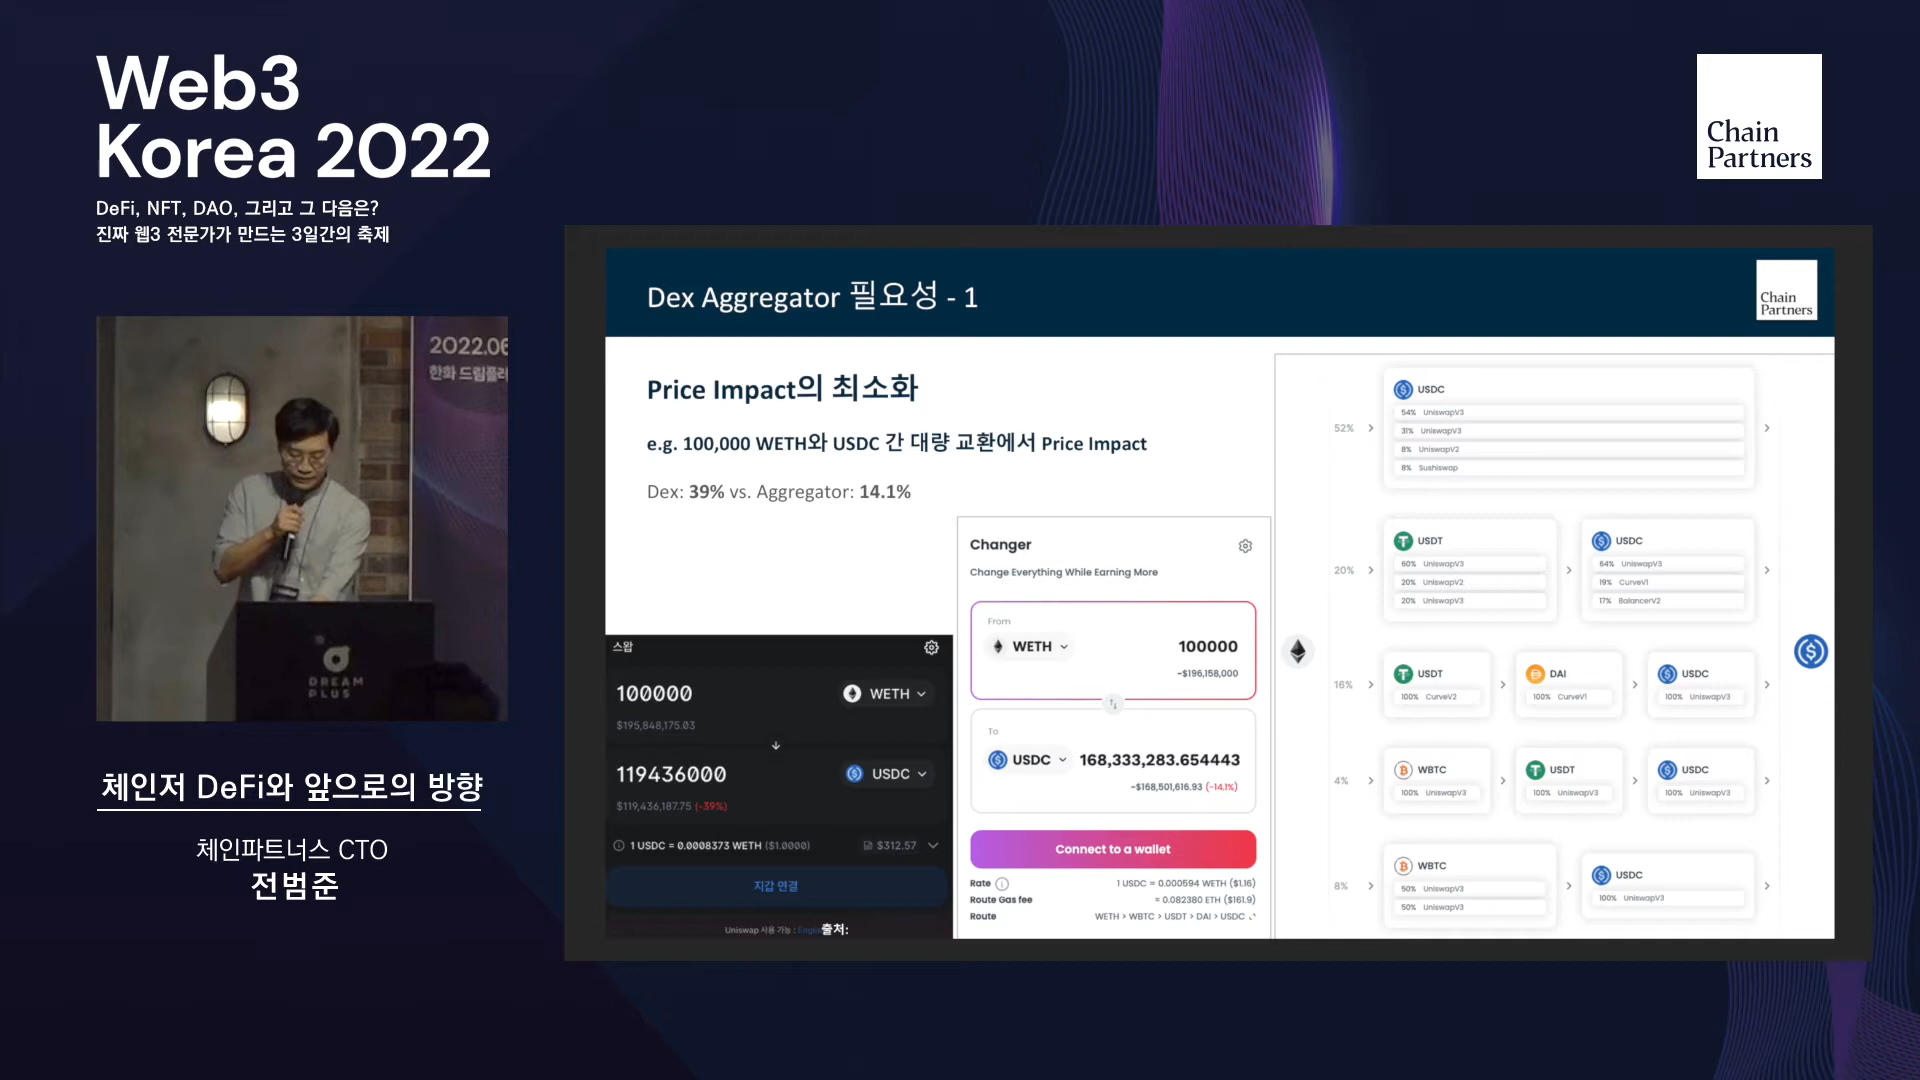 Web3
Korea 2022
DeFi, NFT, DAO, 그리고 그 다음은?
진짜 웹3 전문가가 만드는 3일간의 축제
Chain
Partners
2022.06
한화 드림플
DREAM
PLUS
체인저 DeFi와 앞으로의 방향
체인파트너스 CTO
전범준
Dex Aggregator 필요성 - 1
Chain
Partners
Price Impact의 최소화
e.g. 100,000 WETH와 USDC 간 대량 교환에서 Price Impact
Dex: 39% vs. Aggregator: 14.1%
스왑
100000 WETH
$195,848,175.03
119436000 USDC
$119,436,187.75 (-39%)
1 USDC = 0.0008373 WETH ($1.0000) $312.57
지갑 연결
Uniswap 사용 가능 : 출처:
Changer
Change Everything While Earning More
From
WETH 100000
~$196,158,000
To
USDC 168,333,283.654443
~$168,501,616.93 (-14.1%)
Connect to a wallet
Rate 1 USDC = 0.000594 WETH ($1.16)
Route Gas fee = 0.082380 ETH ($161.9)
Route WETH > WBTC > USDT > DAI > USDC
52%
USDC
54% UniswapV3
31% UniswapV3
8% UniswapV2
8% Sushiswap
20%
USDT
60% UniswapV3
20% UniswapV2
20% UniswapV3
USDC
64% UniswapV3
19% CurveV1
17% BalancerV2
16%
USDT
100% CurveV2
DAI
100% CurveV1
USDC
100% UniswapV3
4%
WBTC
100% UniswapV3
USDT
100% UniswapV3
USDC
100% UniswapV3
8%
WBTC
50% UniswapV3
50% UniswapV3
USDC
100% UniswapV3